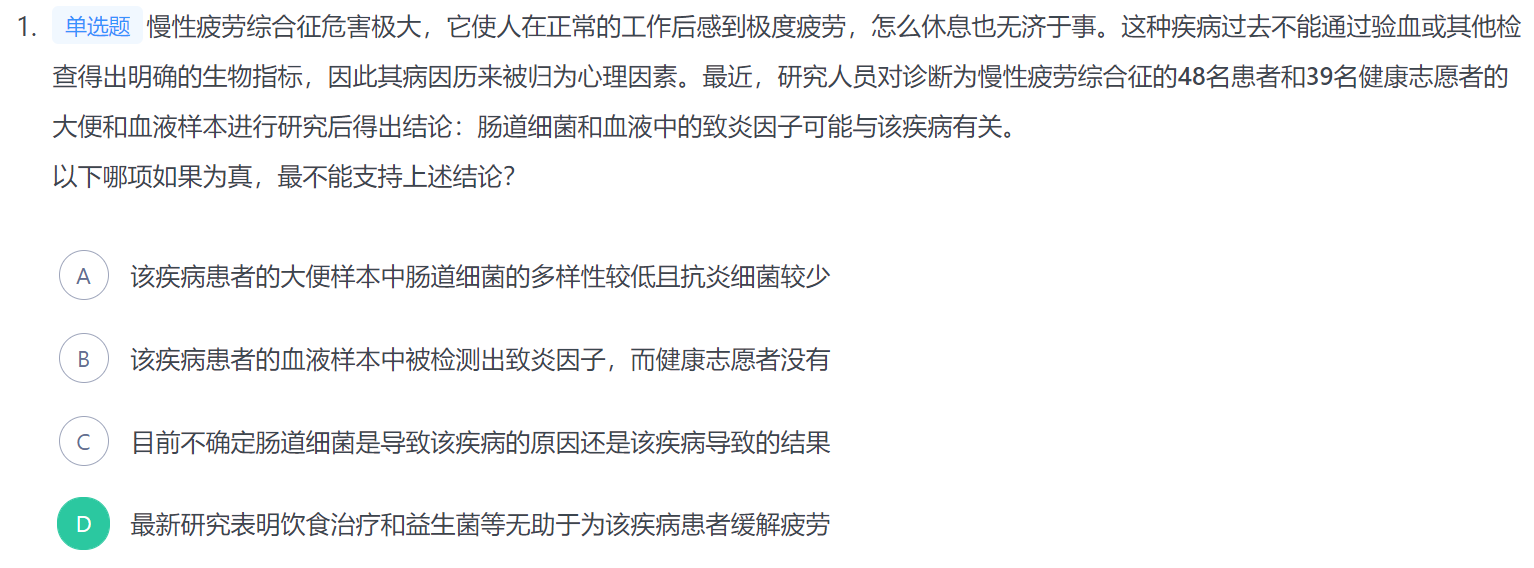 1. 单选题 慢性疲劳综合征危害极大，它使人在正常的工作后感到极度疲劳，怎么休息也无济于事。这种疾病过去不能通过验血或其他检
查得出明确的生物指标，因此其病因历来被归为心理因素。最近，研究人员对诊断为慢性疲劳综合征的48名患者和39名健康志愿者的
大便和血液样本进行研究后得出结论：肠道细菌和血液中的致炎因子可能与该疾病有关。
以下哪项如果为真，最不能支持上述结论？
A 该疾病患者的大便样本中肠道细菌的多样性较低且抗炎细菌较少
B 该疾病患者的血液样本中被检测出致炎因子，而健康志愿者没有
C 目前不确定肠道细菌是导致该疾病的原因还是该疾病导致的结果
D 最新研究表明饮食治疗和益生菌等无助于为该疾病患者缓解疲劳